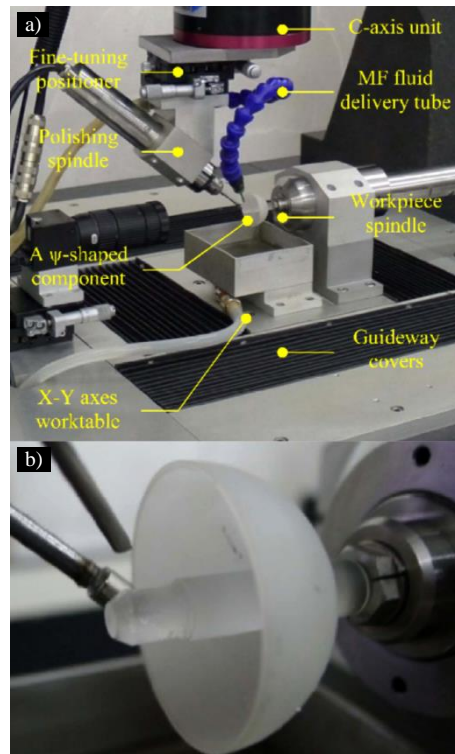 a)
C-axis unit
Fine-tuning
positioner
MF fluid
delivery tube
Polishing
spindle
Workpiece
spindle
A ψ-shaped
component
Guideway
covers
X-Y axes
worktable
b)